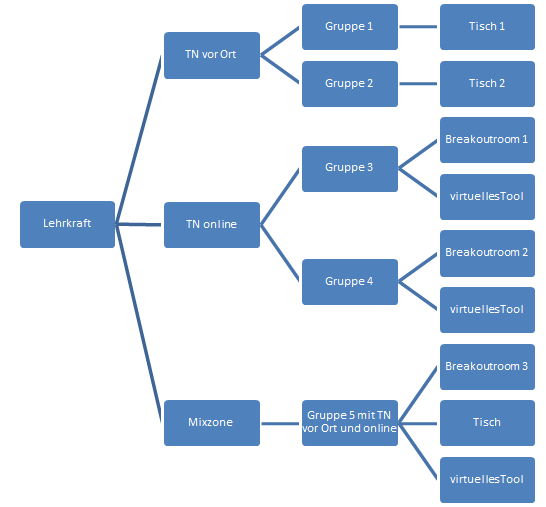 Lehrkraft
TN vor Ort
Gruppe 1
Tisch 1
Gruppe 2
Tisch 2
TN online
Gruppe 3
Breakoutroom 1
virtuellesTool
Gruppe 4
Breakoutroom 2
virtuellesTool
Mixzone
Gruppe 5 mit TN
vor Ort und online
Breakoutroom 3
Tisch
virtuellesTool